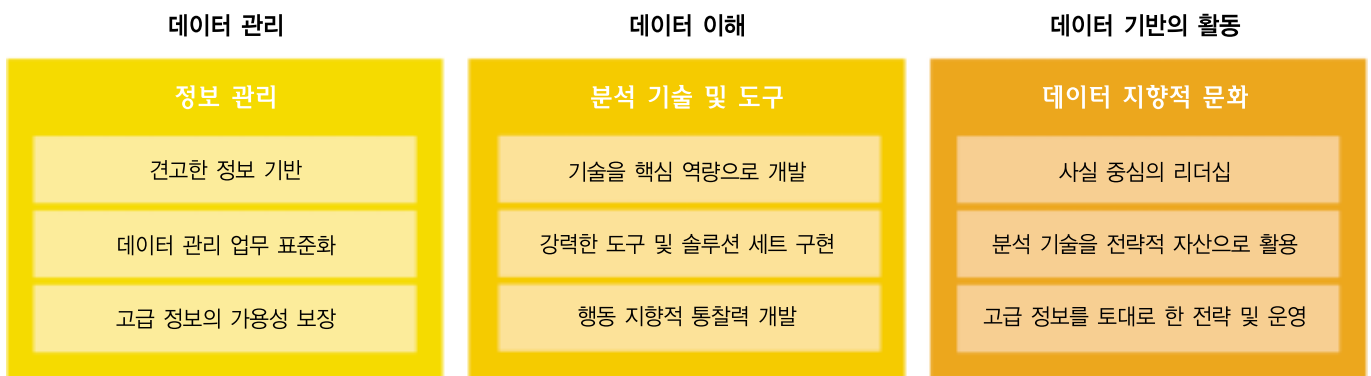 데이터 관리
정보 관리
견고한 정보 기반
데이터 관리 업무 표준화
고급 정보의 가용성 보장
데이터 이해
분석 기술 및 도구
기술을 핵심 역량으로 개발
강력한 도구 및 솔루션 세트 구현
행동 지향적 통찰력 개발
데이터 기반의 활동
데이터 지향적 문화
사실 중심의 리더십
분석 기술을 전략적 자산으로 활용
고급 정보를 토대로 한 전략 및 운영